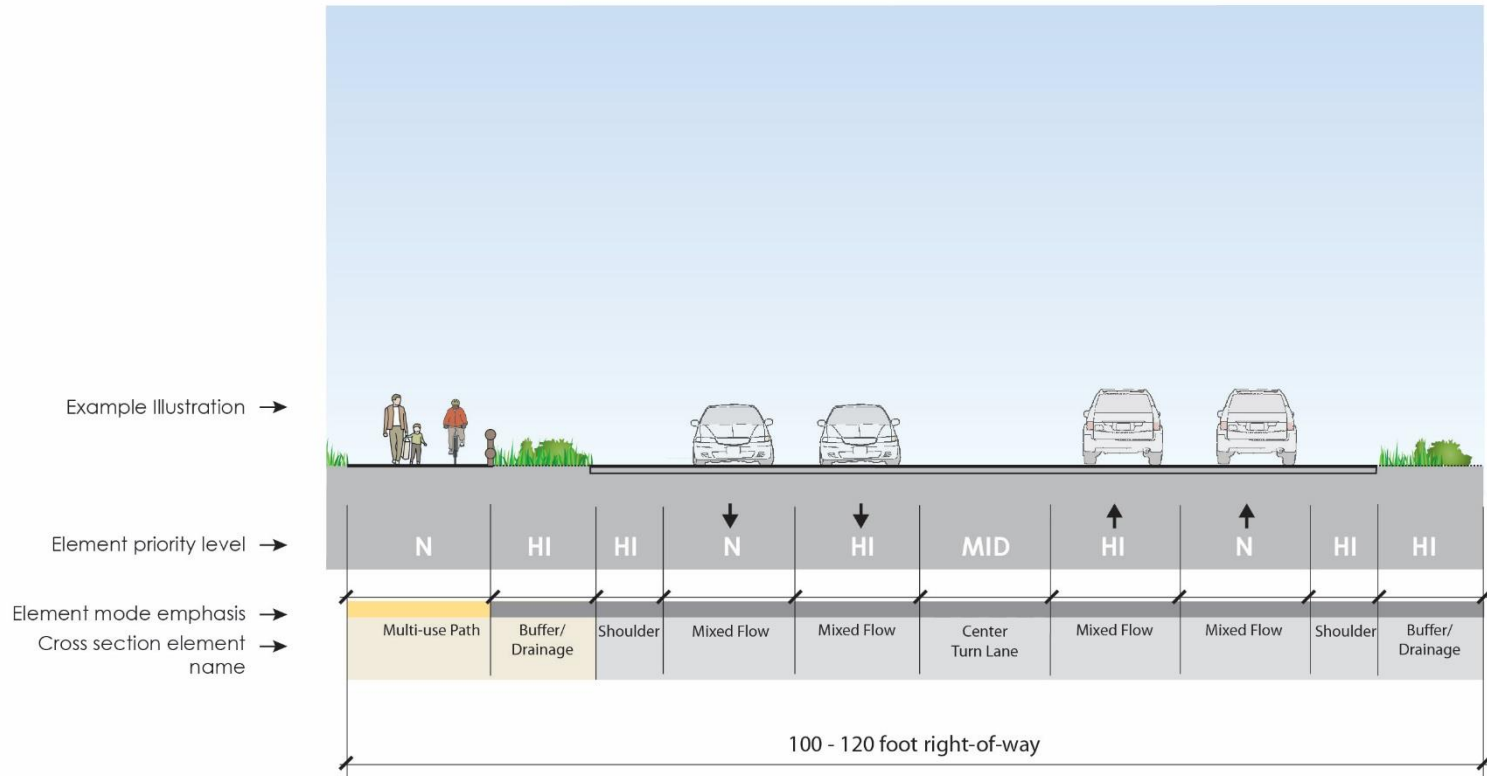 Example Illustration →
Element priority level →
N HI HI N HI MID HI N HI HI
Element mode emphasis →
Cross section element
name →
Multi-use Path
Buffer/
Drainage
Shoulder
Mixed Flow
Mixed Flow
Center
Turn Lane
Mixed Flow
Mixed Flow
Shoulder
Buffer/
Drainage
100 - 120 foot right-of-way